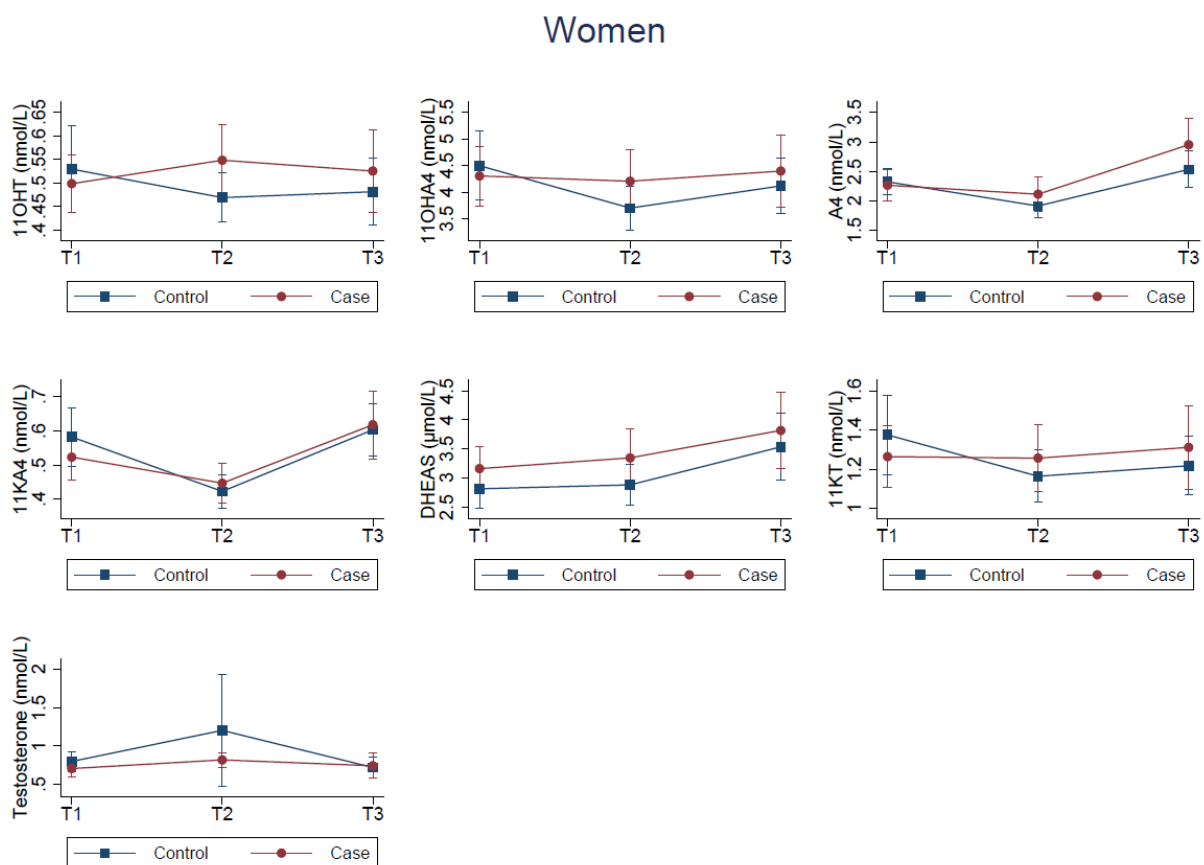 Women
11OHT (nmol/L)
.4 .45 .5 .55 .6 .65
T1 T2 T3
Control Case
11OHA4 (nmol/L)
3.5 4 4.5 5 5.5
T1 T2 T3
Control Case
A4 (nmol/L)
1.5 2 2.5 3 3.5
T1 T2 T3
Control Case
11KA4 (nmol/L)
.4 .5 .6 .7
T1 T2 T3
Control Case
DHEAS (μmol/L)
2.5 3 3.5 4 4.5
T1 T2 T3
Control Case
11KT (nmol/L)
1 1.2 1.4 1.6
T1 T2 T3
Control Case
Testosterone (nmol/L)
.5 1 1.5 2
T1 T2 T3
Control Case